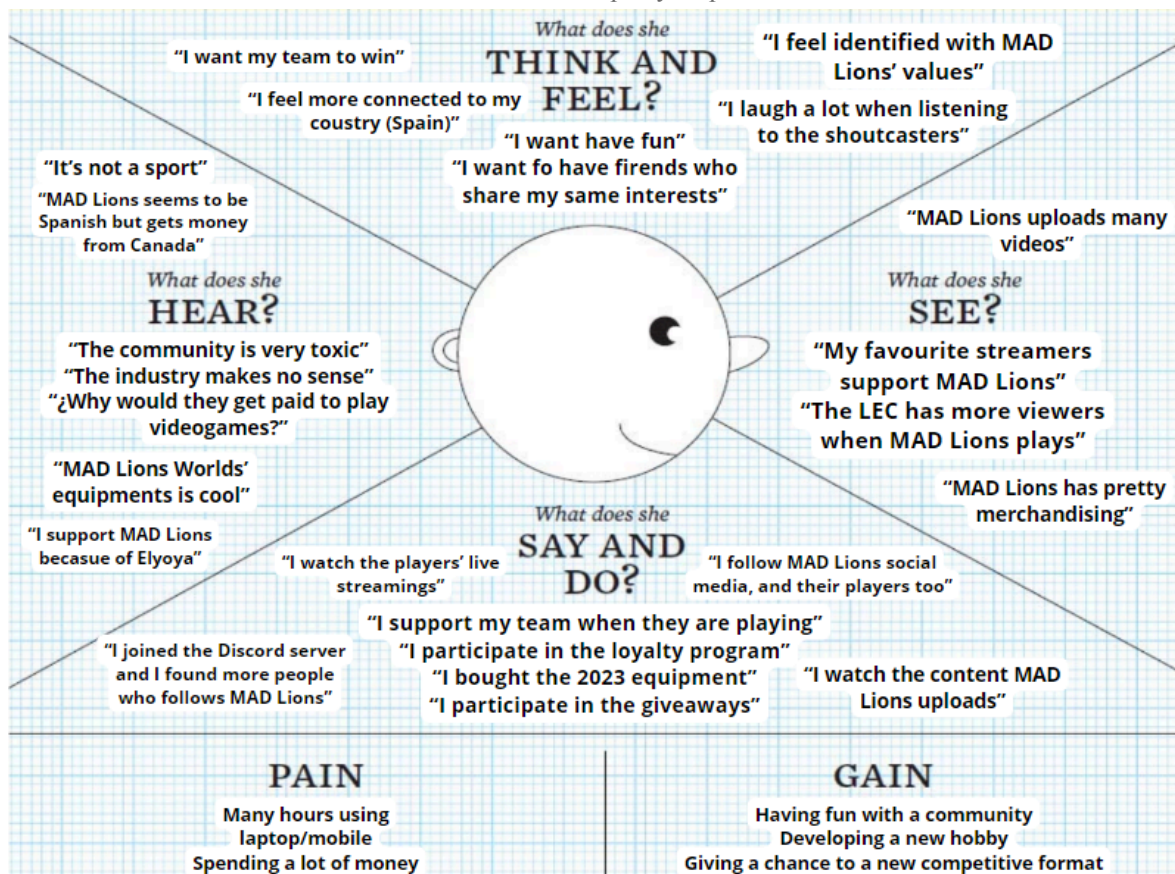 What does she
THINK AND
FEEL?
“I want my team to win”
“I feel more connected to my
coustry (Spain)”
“I want have fun”
“I want fo have firends who
share my same interests”
“I feel identified with MAD
Lions’ values”
“I laugh a lot when listening
to the shoutcasters”
“It’s not a sport”
“MAD Lions seems to be
Spanish but gets money
from Canada”
What does she
HEAR?
“The community is very toxic”
“The industry makes no sense”
“¿Why would they get paid to play
videogames?”
“MAD Lions Worlds’
equipments is cool”
“I support MAD Lions
becasue of Elyoya”
“MAD Lions uploads many
videos”
What does she
SEE?
“My favourite streamers
support MAD Lions”
“The LEC has more viewers
when MAD Lions plays”
“MAD Lions has pretty
merchandising”
What does she
SAY AND
DO?
“I watch the players’ live
streamings”
“I follow MAD Lions social
media, and their players too”
“I support my team when they are playing”
“I participate in the loyalty program”
“I bought the 2023 equipment”
“I participate in the giveaways”
“I joined the Discord server
and I found more people
who follows MAD Lions”
“I watch the content MAD
Lions uploads”
PAIN
Many hours using
laptop/mobile
Spending a lot of money
GAIN
Having fun with a community
Developing a new hobby
Giving a chance to a new competitive format